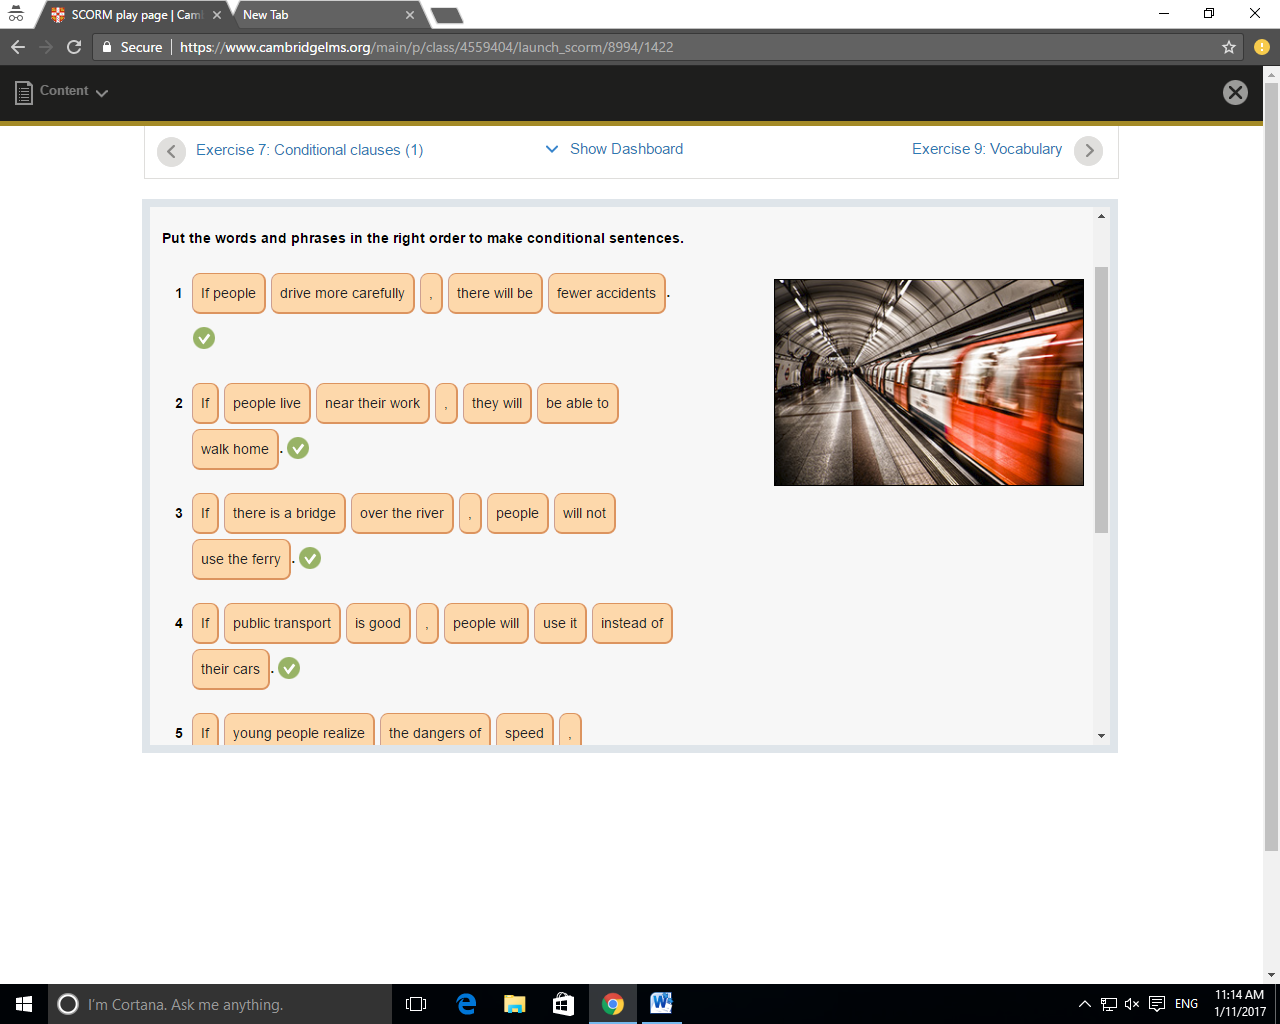 SCORM play page | Cam
New Tab
Secure
https://www.cambridgelms.org/main/p/class/4559404/launch_scorm/8994/1422
Content
Exercise 7: Conditional clauses (1)
Show Dashboard
Exercise 9: Vocabulary
Put the words and phrases in the right order to make conditional sentences.
1 If people drive more carefully , there will be fewer accidents .
2 If people live near their work , they will be able to
walk home .
3 If there is a bridge over the river , people will not
use the ferry .
4 If public transport is good , people will use it instead of
their cars .
5 If young people realize the dangers of speed ,
I'm Cortana. Ask me anything.
ENG
11:14 AM
1/11/2017